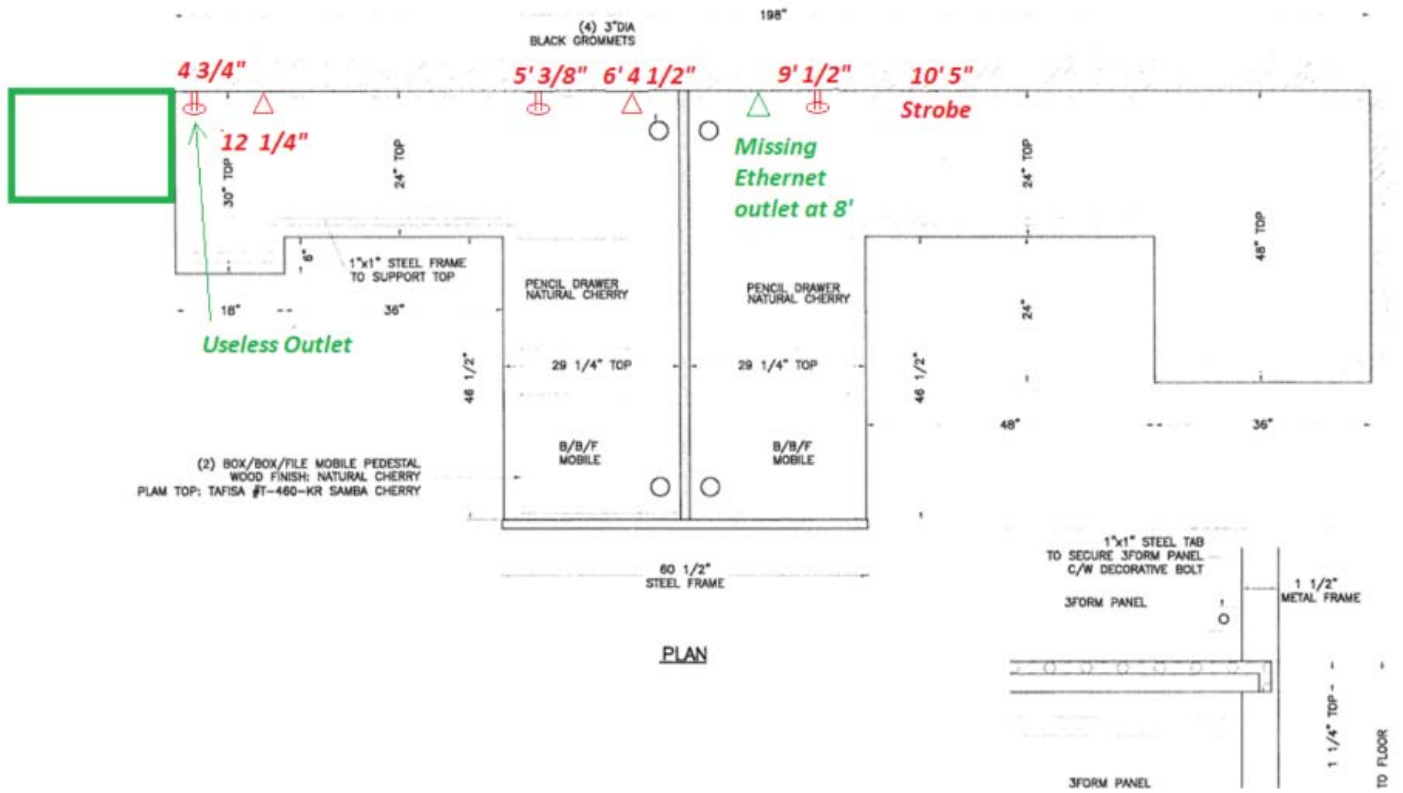 198"
(4) 3"DIA
BLACK GROMMETS
4 3/4"
5' 3/8"
6' 4 1/2"
9' 1/2"
10' 5"
Strobe
12 1/4"
Missing
Ethernet
outlet at 8'
30" TOP
24" TOP
24" TOP
48" TOP
6"
1"x1" STEEL FRAME
TO SUPPORT TOP
PENCIL DRAWER
NATURAL CHERRY
PENCIL DRAWER
NATURAL CHERRY
18"
36"
24"
Useless Outlet
46 1/2"
29 1/4" TOP
29 1/4" TOP
46 1/2"
48"
36"
B/B/F
MOBILE
B/B/F
MOBILE
(2) BOX/BOX/FILE MOBILE PEDESTAL
WOOD FINISH: NATURAL CHERRY
PLAM TOP: TAFISA #T-460-KR SAMBA CHERRY
60 1/2"
STEEL FRAME
PLAN
1"x1" STEEL TAB
TO SECURE 3FORM PANEL
C/W DECORATIVE BOLT
3FORM PANEL
1 1/2"
METAL FRAME
1 1/4" TOP
TO FLOOR
3FORM PANEL